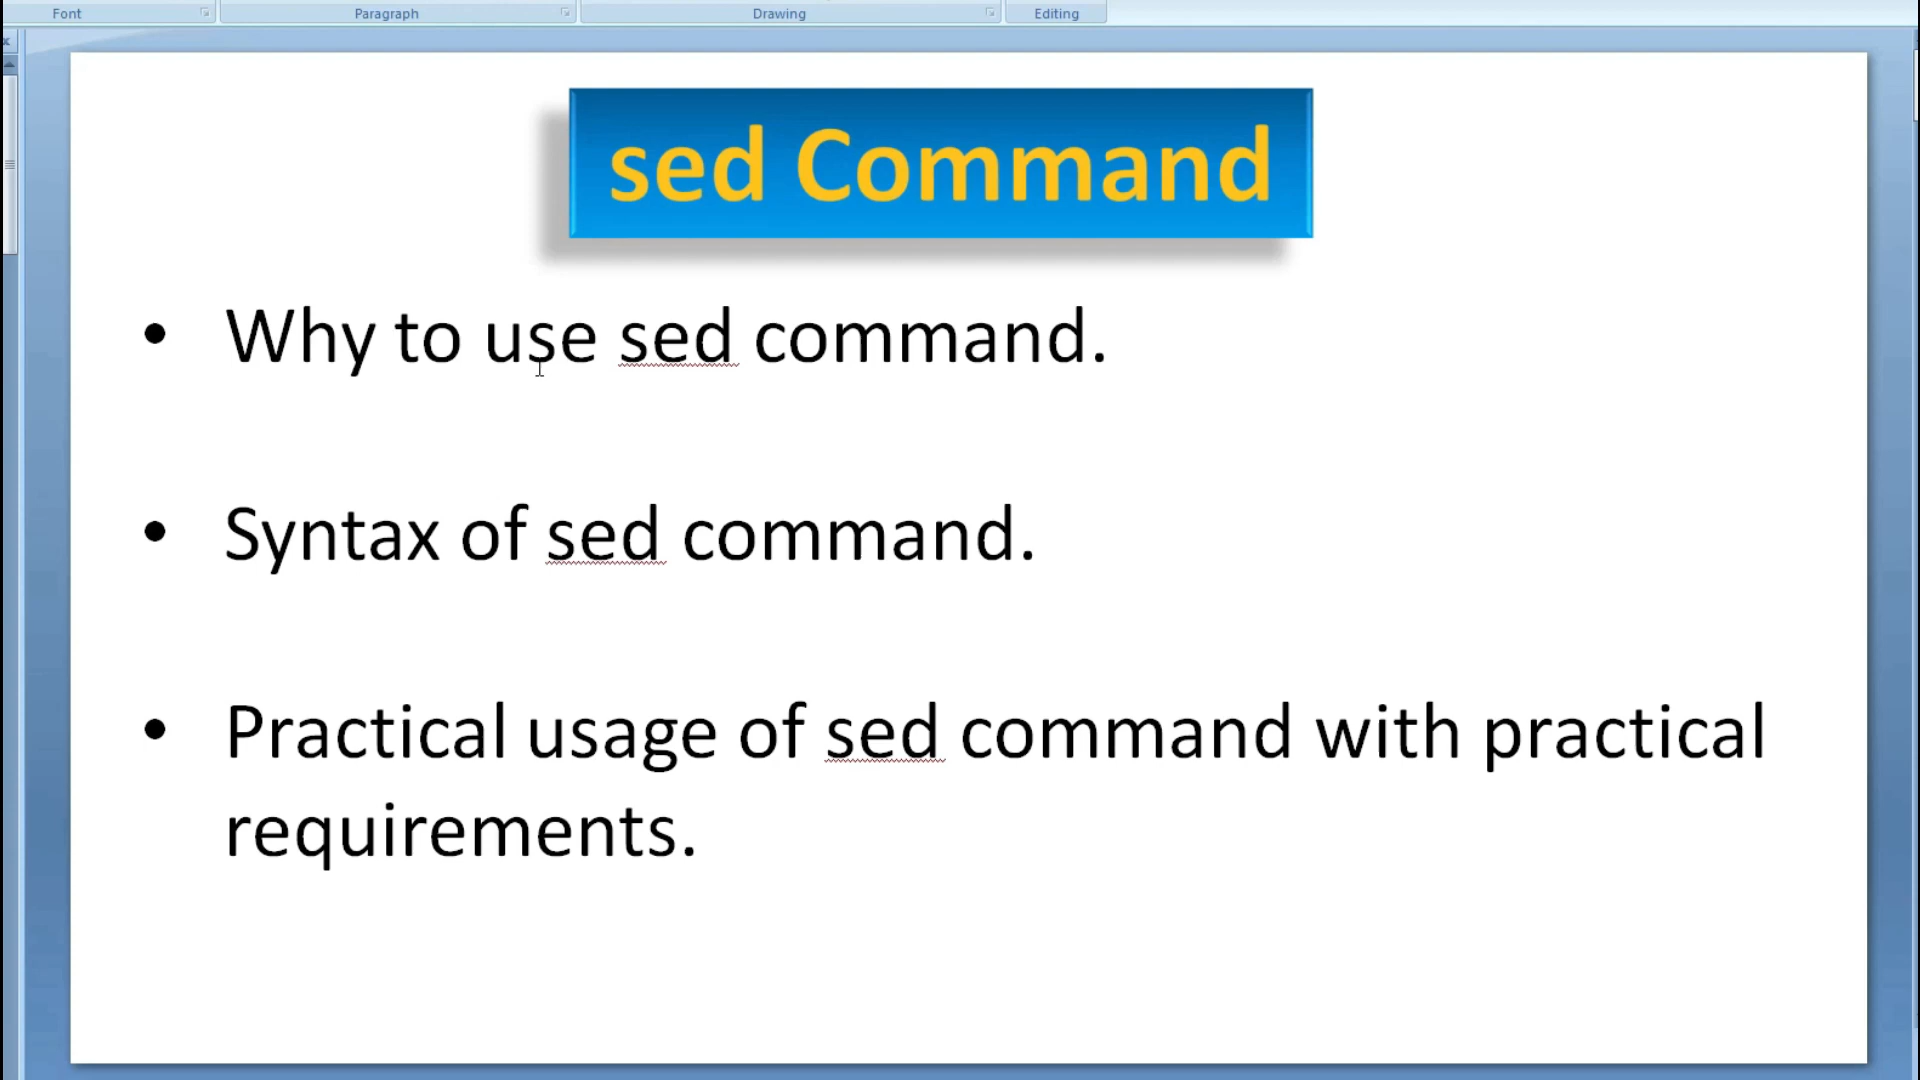 Font Paragraph Drawing Editing
x
sed Command
• Why to use sed command.
• Syntax of sed command.
• Practical usage of sed command with practical
requirements.